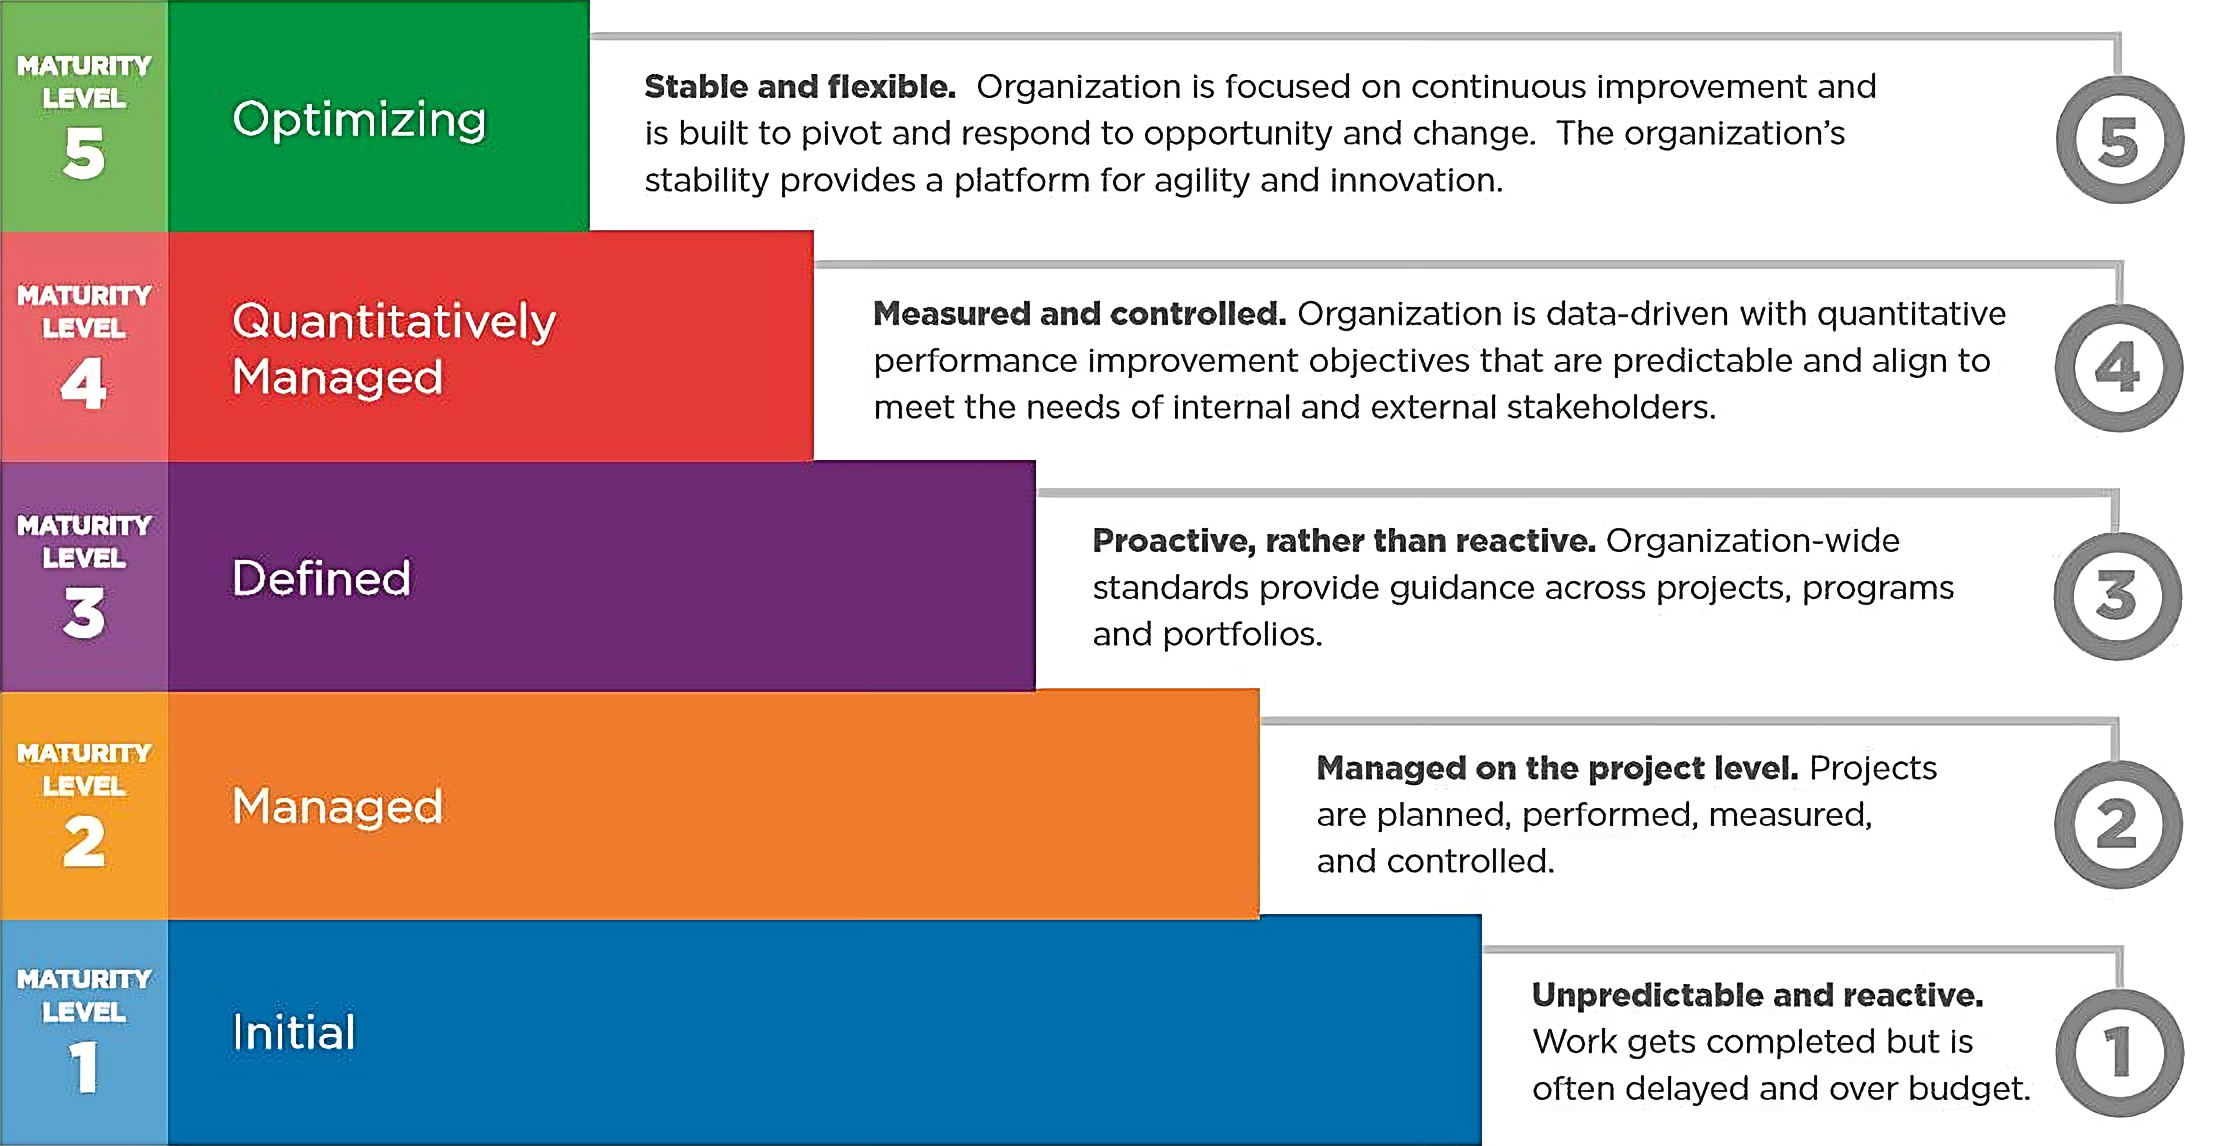 MATURITY
LEVEL
5
Optimizing
Stable and flexible. Organization is focused on continuous improvement and
is built to pivot and respond to opportunity and change. The organization’s
stability provides a platform for agility and innovation.
5
MATURITY
LEVEL
4
Quantitatively
Managed
Measured and controlled. Organization is data-driven with quantitative
performance improvement objectives that are predictable and align to
meet the needs of internal and external stakeholders.
4
MATURITY
LEVEL
3
Defined
Proactive, rather than reactive. Organization-wide
standards provide guidance across projects, programs
and portfolios.
3
MATURITY
LEVEL
2
Managed
Managed on the project level. Projects
are planned, performed, measured,
and controlled.
2
MATURITY
LEVEL
1
Initial
Unpredictable and reactive.
Work gets completed but is
often delayed and over budget.
1